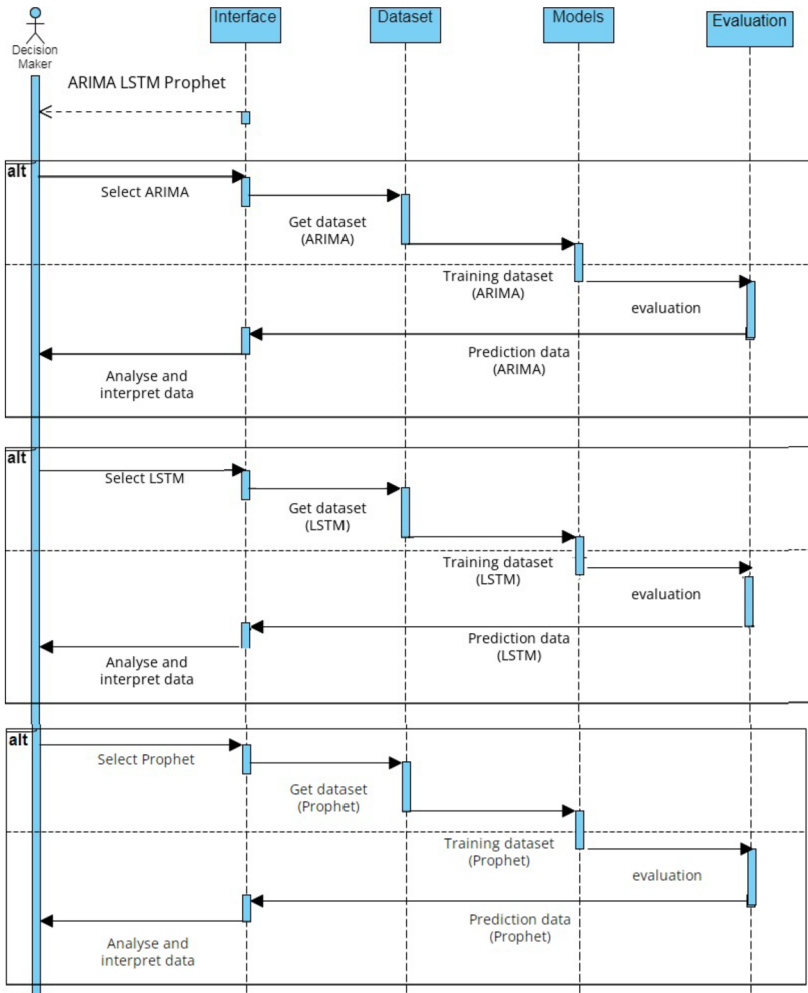 Interface
Dataset
Models
Evaluation
Decision
Maker
ARIMA LSTM Prophet
alt
Select ARIMA
Get dataset
(ARIMA)
Training dataset
(ARIMA)
evaluation
Prediction data
(ARIMA)
Analyse and
interpret data
alt
Select LSTM
Get dataset
(LSTM)
Training dataset
(LSTM)
evaluation
Prediction data
(LSTM)
Analyse and
interpret data
alt
Select Prophet
Get dataset
(Prophet)
Training dataset
(Prophet)
evaluation
Prediction data
(Prophet)
Analyse and
interpret data